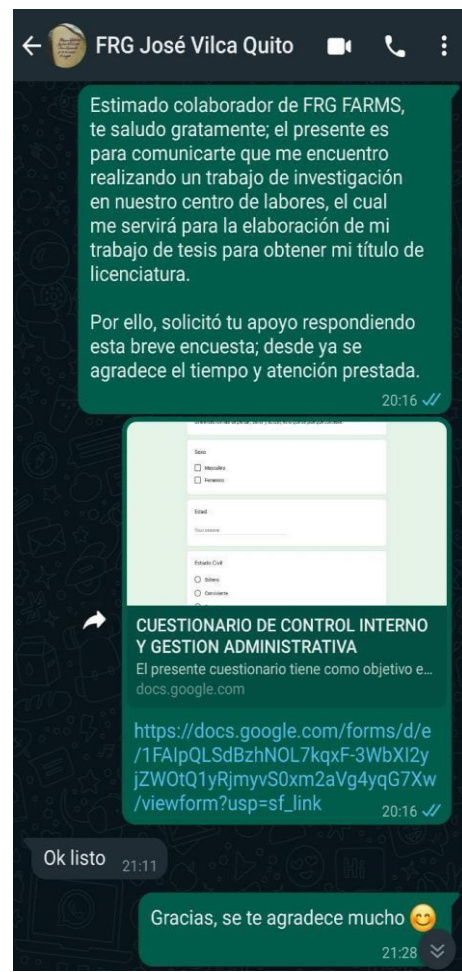 FRG José Vilca Quito
Estimado colaborador de FRG FARMS,
te saludo gratamente; el presente es
para comunicarte que me encuentro
realizando un trabajo de investigación
en nuestro centro de labores, el cual
me servirá para la elaboración de mi
trabajo de tesis para obtener mi título de
licenciatura.
Por ello, solicitó tu apoyo respondiendo
esta breve encuesta; desde ya se
agradece el tiempo y atención prestada.
20:16
Sexo
Masculino
Femenino
Edad
Estado Civil
Soltero
Conviviente
CUESTIONARIO DE CONTROL INTERNO
Y GESTION ADMINISTRATIVA
El presente cuestionario tiene como objetivo e...
docs.google.com
https://docs.google.com/forms/d/e
/1FAIpQLSdBzhNOL7kqxF-3WbXI2y
jZWOtQ1yRjmyvS0xm2aVg4yqG7Xw
/viewform?usp=sf_link
20:16
Ok listo 21:11
Gracias, se te agradece mucho 😊
21:28